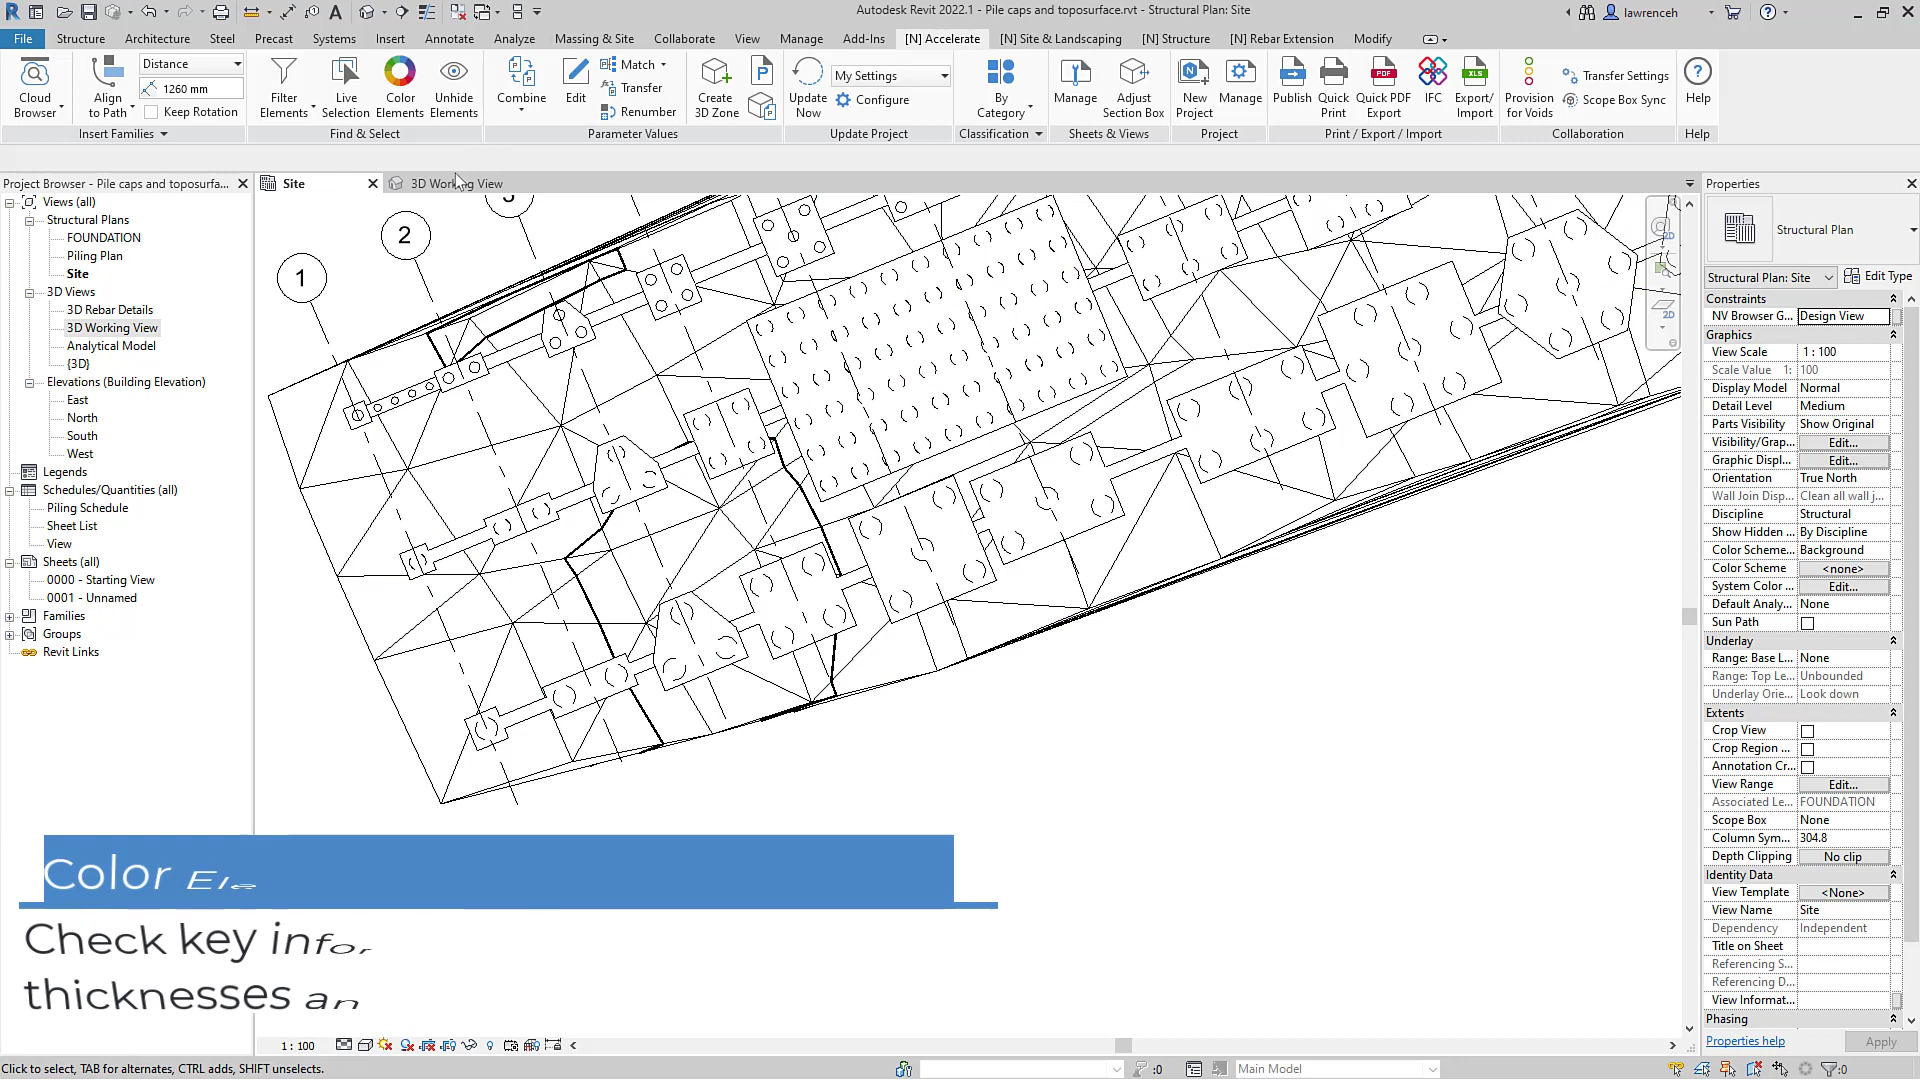 Autodesk Revit 2022.1 - Pile caps and toposurface.rvt - Structural Plan: Site
lawrenceh
File Structure Architecture Steel Precast Systems Insert Annotate Analyze Massing & Site Collaborate View Manage Add-Ins [N] Accelerate [N] Site & Landscaping [N] Structure [N] Rebar Extension Modify
Cloud Browser
Align to Path
Distance
1260 mm
Keep Rotation
Insert Families
Filter Elements
Live Selection
Color Elements
Unhide Elements
Find & Select
Combine
Edit
Match
Transfer
Renumber
Parameter Values
Create 3D Zone
Update Now
My Settings
Configure
Update Project
By Category
Classification
Manage
Adjust Section Box
Sheets & Views
New Project
Manage
Project
Publish
Quick Print
Quick PDF Export
IFC
Export/ Import
Print / Export / Import
Provision for Voids
Transfer Settings
Scope Box Sync
Collaboration
Help
Help
Project Browser - Pile caps and toposurfa...
Views (all)
Structural Plans
FOUNDATION
Piling Plan
Site
3D Views
3D Rebar Details
3D Working View
Analytical Model
{3D}
Elevations (Building Elevation)
East
North
South
West
Legends
Schedules/Quantities (all)
Piling Schedule
Sheet List
View
Sheets (all)
0000 - Starting View
0001 - Unnamed
Families
Groups
Revit Links
Site
3D Working View
1
2
Color Ele
Check key infor
thicknesses an
1 : 100
Properties
Structural Plan
Structural Plan: Site
Edit Type
Constraints
NV Browser G... Design View
Graphics
View Scale 1 : 100
Scale Value 1: 100
Display Model Normal
Detail Level Medium
Parts Visibility Show Original
Visibility/Grap... Edit...
Graphic Displ... Edit...
Orientation True North
Wall Join Disp... Clean all wall j...
Discipline Structural
Show Hidden ... By Discipline
Color Scheme... Background
Color Scheme <none>
System Color ... Edit...
Default Analy... None
Sun Path
Underlay
Range: Base L... None
Range: Top Le... Unbounded
Underlay Orie... Look down
Extents
Crop View
Crop Region ...
Annotation Cr...
View Range Edit...
Associated Le... FOUNDATION
Scope Box None
Column Sym... 304.8
Depth Clipping No clip
Identity Data
View Template <None>
View Name Site
Dependency Independent
Title on Sheet
Referencing S...
Referencing D...
View Informat...
Phasing
Properties help
Apply
Click to select, TAB for alternates, CTRL adds, SHIFT unselects.
:0
Main Model
:0